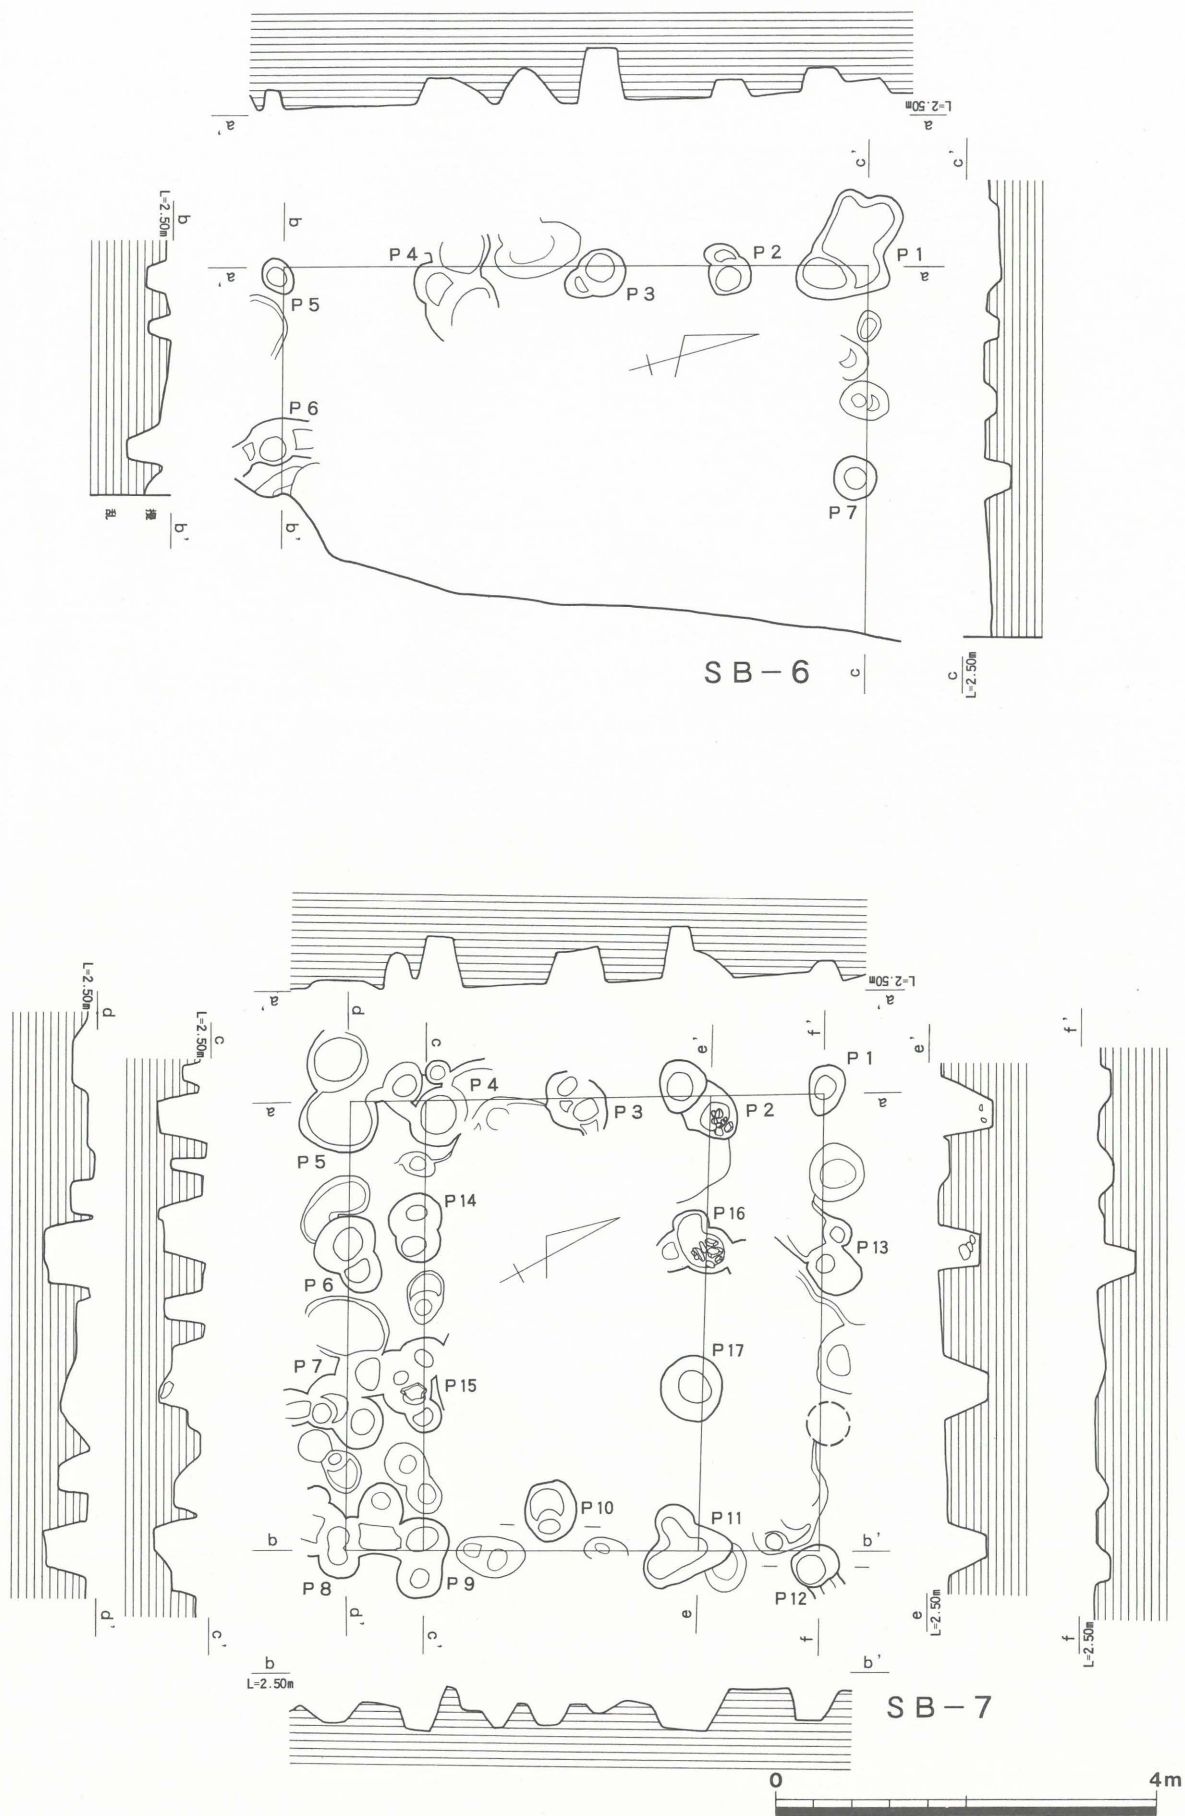 L=2.50m
a'
a
c'
c'
L=2.50m
b
b
P4
P2
P1
a'
a
P5
P3
P6
P7
撹
乱
b'
b'
SB-6
c
c
L=2.50m
L=2.50m
d
L=2.50m
c
a'
d
c
L=2.50m
a'
e'
f'
e'
f'
P1
a
P4
P3
P2
a
P5
P14
P16
P13
P6
P7
P15
P17
P10
P11
b
b'
P8
P9
P12
d'
c'
d'
c'
e
f
e
L=2.50m
f
L=2.50m
b
L=2.50m
b'
SB-7
0
4m